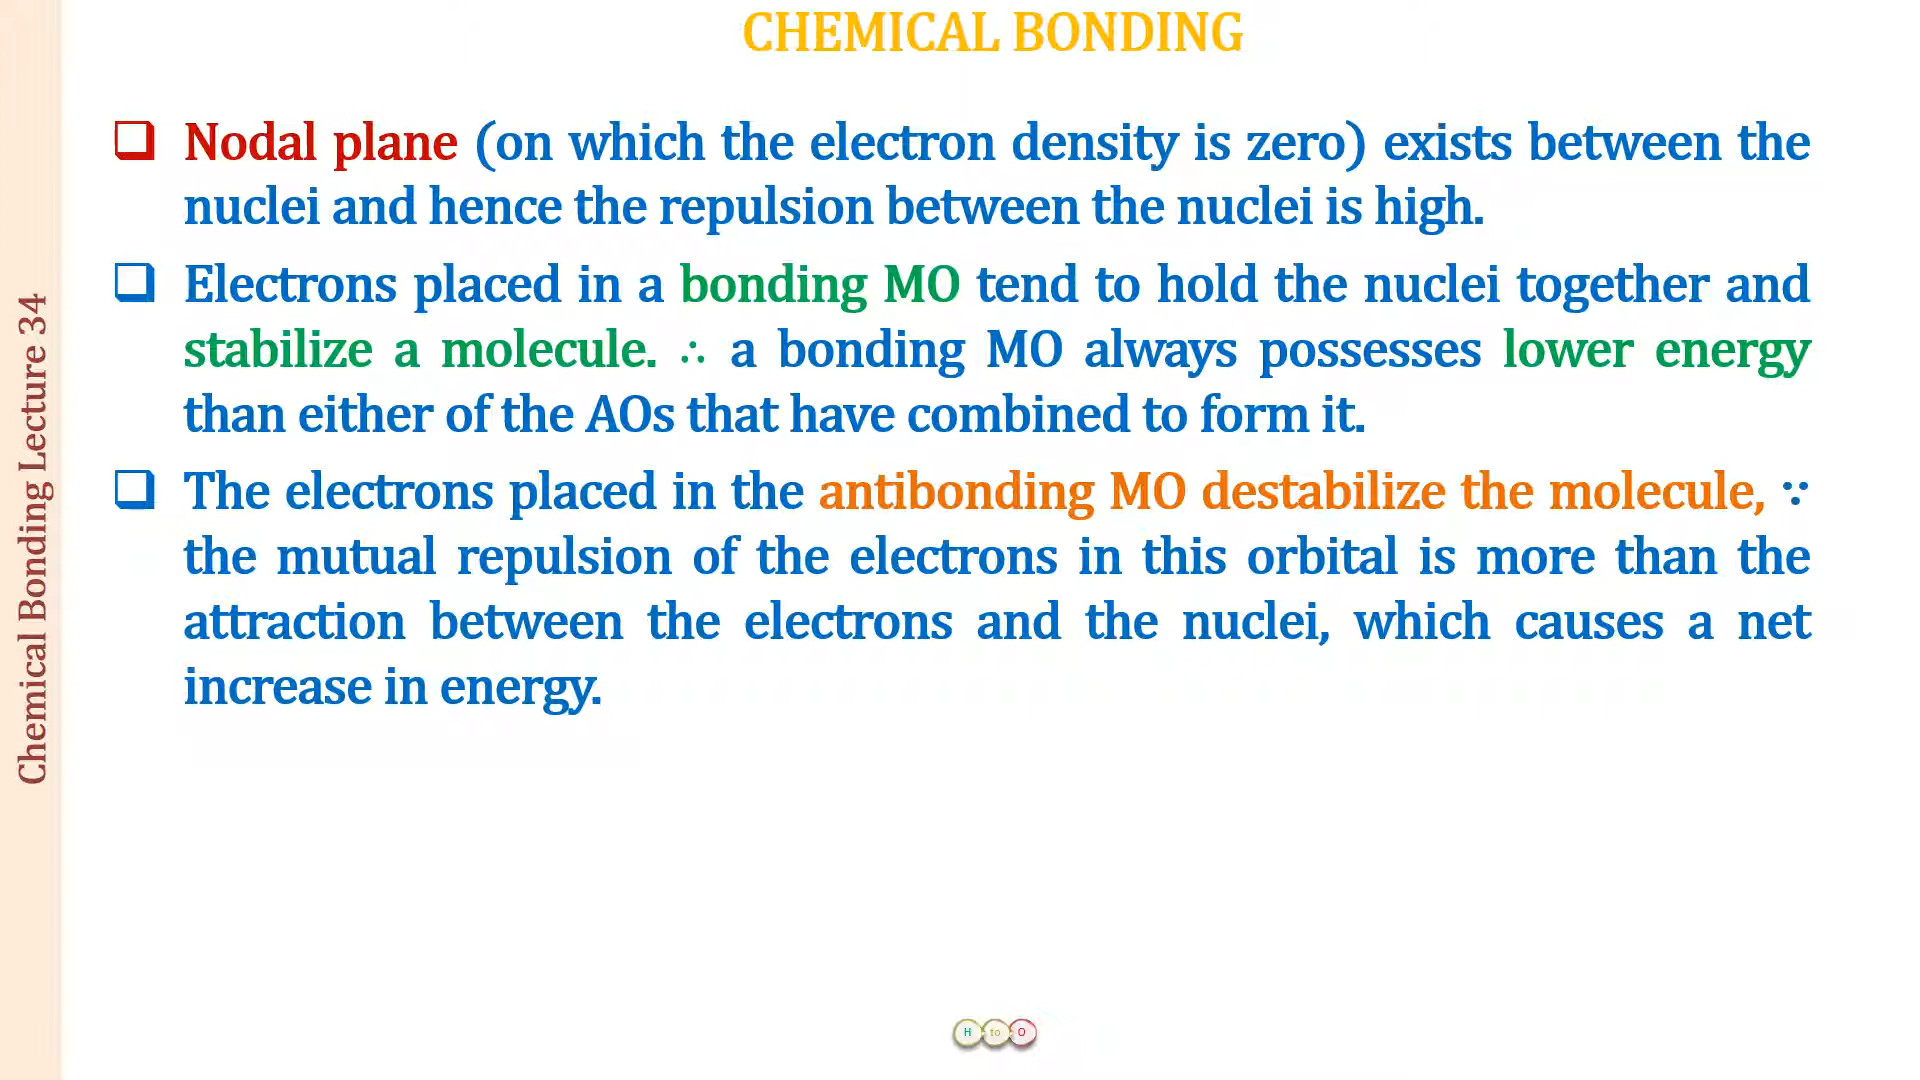 CHEMICAL BONDING
❑ Nodal plane (on which the electron density is zero) exists between the
nuclei and hence the repulsion between the nuclei is high.
❑ Electrons placed in a bonding MO tend to hold the nuclei together and
stabilize a molecule. ∴ a bonding MO always possesses lower energy
than either of the AOs that have combined to form it.
❑ The electrons placed in the antibonding MO destabilize the molecule, ∵
the mutual repulsion of the electrons in this orbital is more than the
attraction between the electrons and the nuclei, which causes a net
increase in energy.
Chemical Bonding Lecture 34
H to O